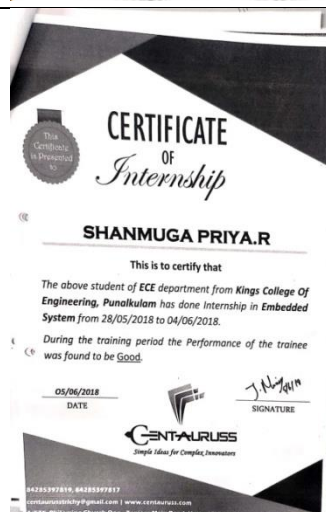 This
Certificate
is Presented
to
CERTIFICATE
OF
Internship
SHANMUGA PRIYA.R
This is to certify that
The above student of ECE department from Kings College Of
Engineering, Punalkulam has done Internship in Embedded
System from 28/05/2018 to 04/06/2018.
During the training period the Performance of the trainee
was found to be Good.
05/06/2018
DATE
SIGNATURE
CENTAURUSS
Simple Ideas for Complex Innovators
84285397819, 84285397817
centaurusstrichy@gmail.com | www.centauruss.com